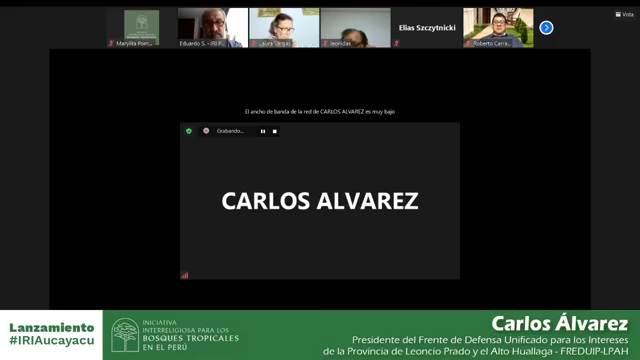 Vista
Marylita Poma...
Eduardo S. - IRI P...
Laura Vargas
leonidas
Elias Szczytnicki
Roberto Carra...
El ancho de banda de la red de CARLOS ALVAREZ es muy bajo
Grabando...
CARLOS ALVAREZ
Lanzamiento
#IRIAucayacu
INICIATIVA
INTERRELIGIOSA PARA LOS
BOSQUES TROPICALES
EN EL PERÚ
Carlos Álvarez
Presidente del Frente de Defensa Unificado para los Intereses
de la Provincia de Leoncio Prado y el Alto Huallaga - FREDUIP-LPAH